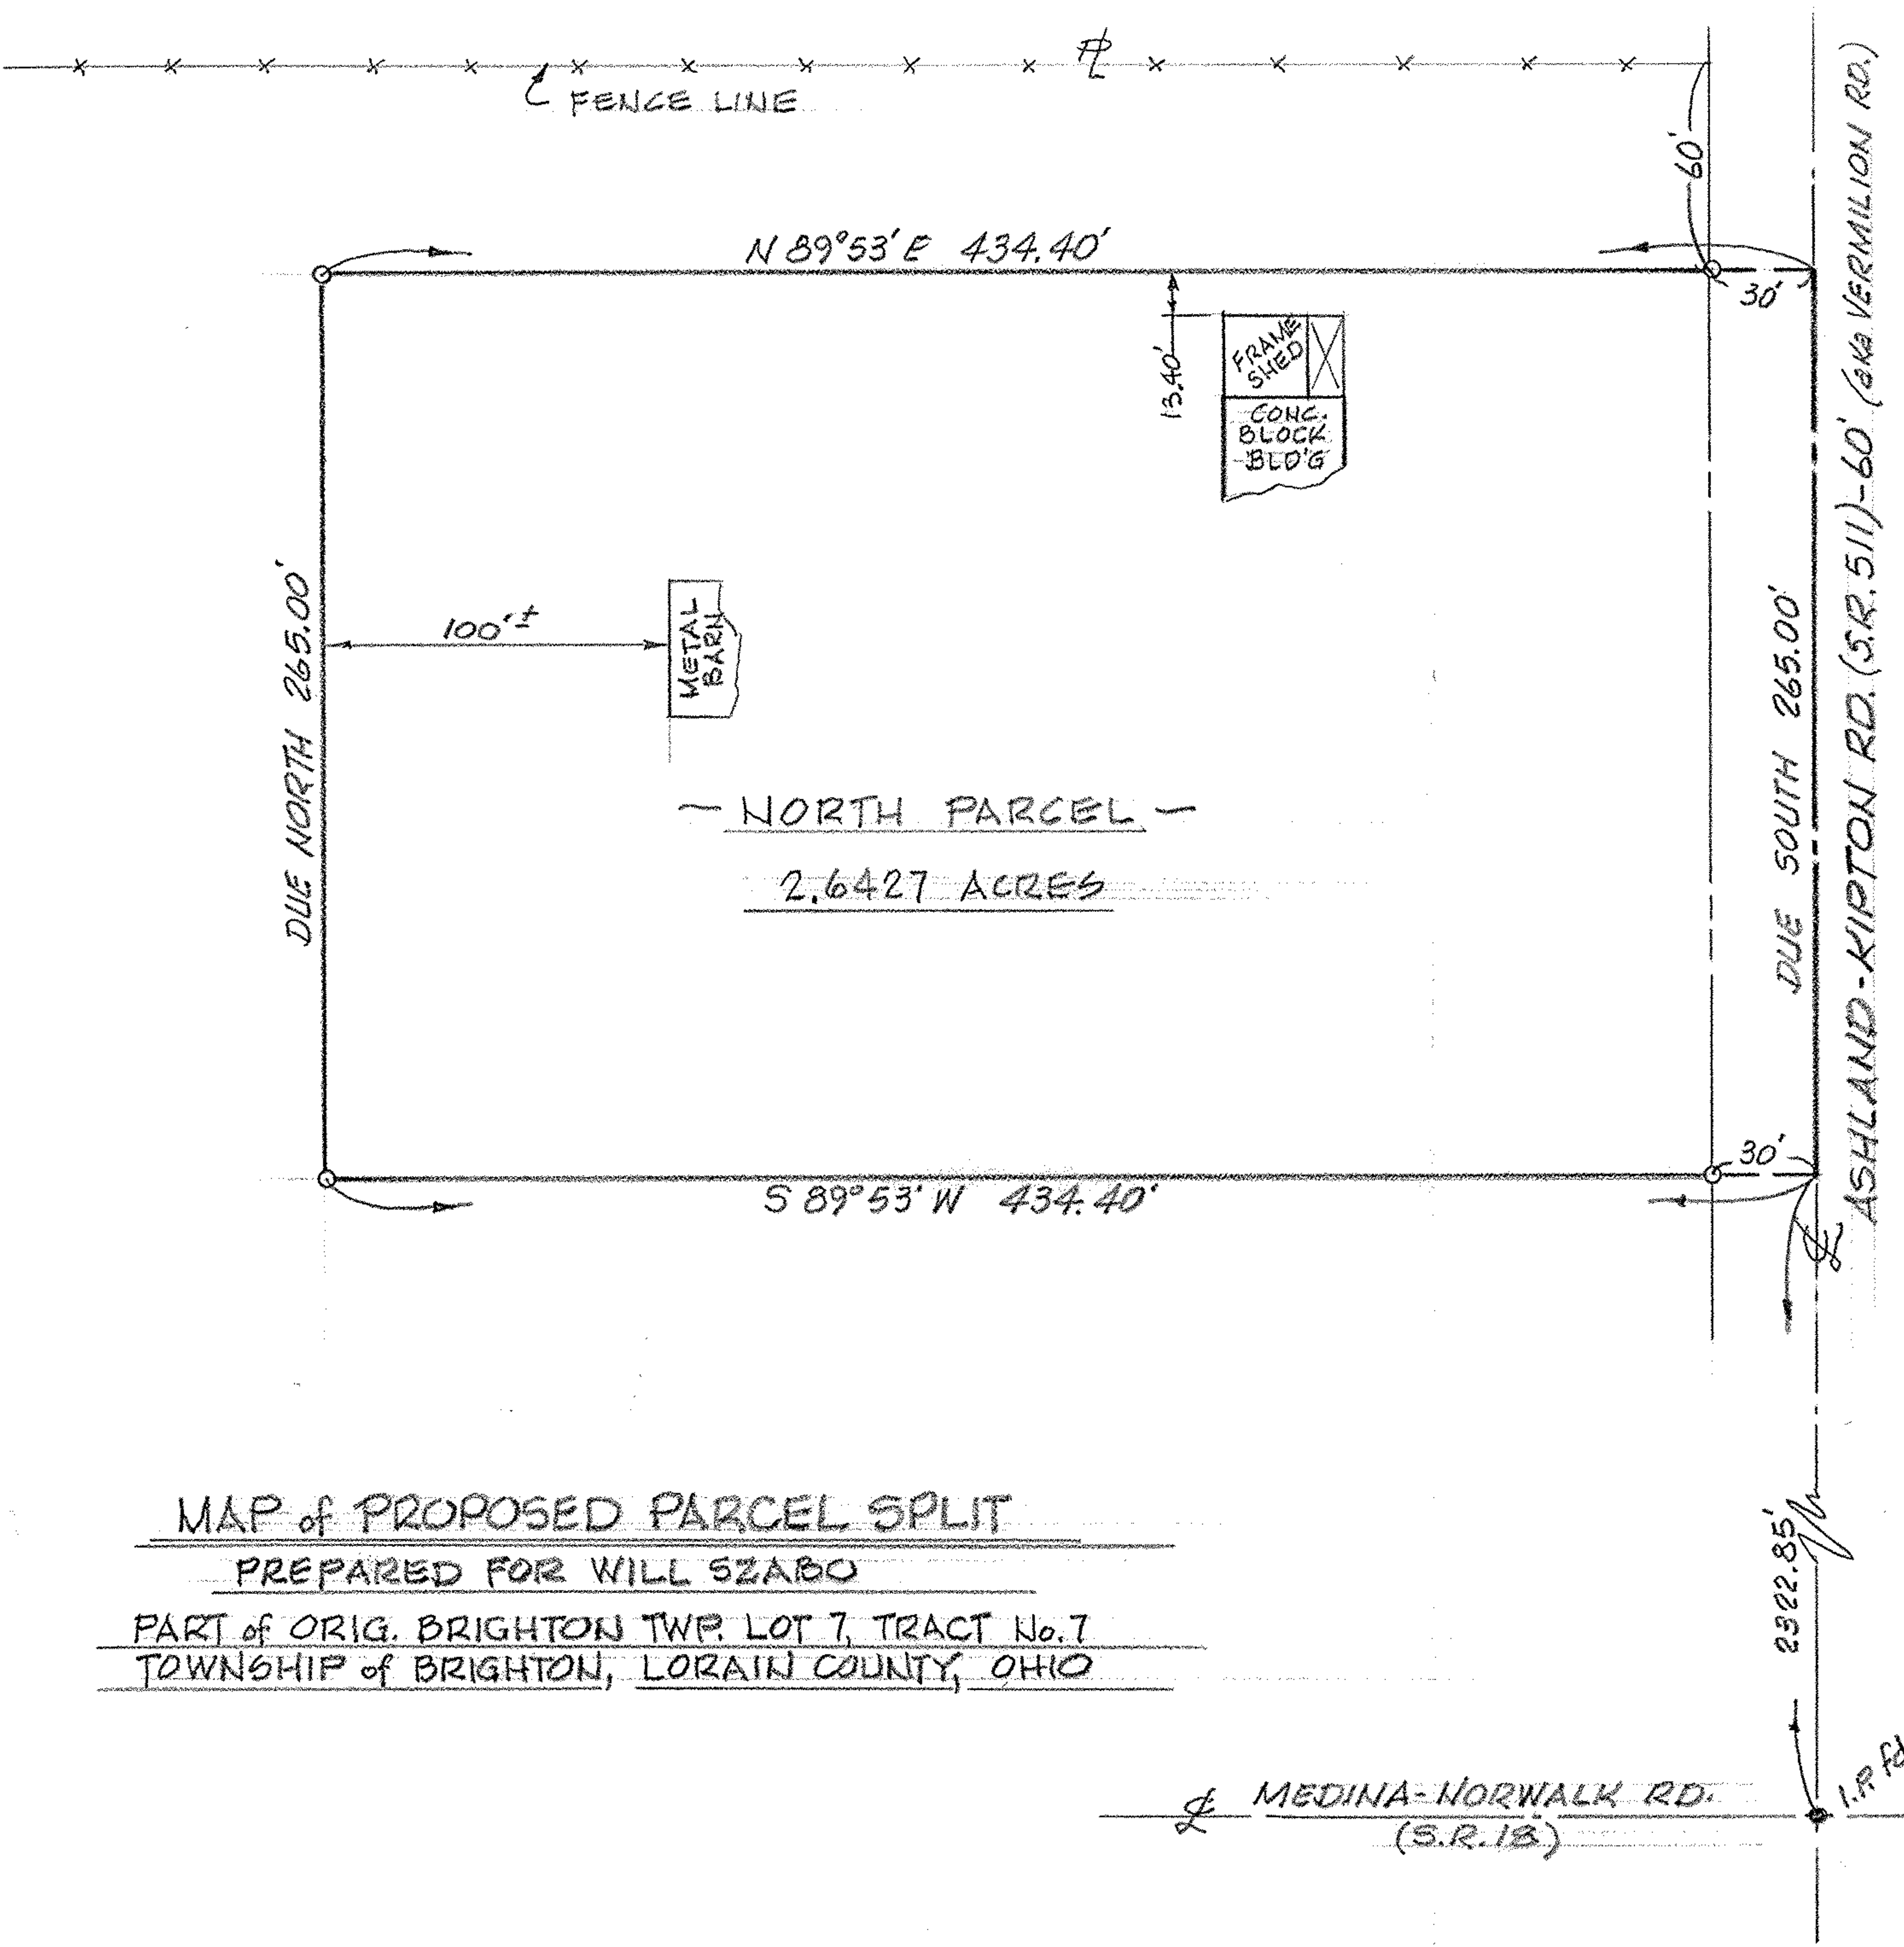 ℄
FENCE LINE
60'
N 89°53' E 434.40'
30'
13.40'
FRAME
SHED
CONC.
BLOCK
BLD'G
ASHLAND-KIPTON RD. (S.R. 511)-60' (aka VERMILION RD.)
DUE NORTH 265.00'
100'±
METAL
BARN
DUE SOUTH 265.00'
- NORTH PARCEL -
2.6427 ACRES
30'
S 89°53' W 434.40'
℄
MAP of PROPOSED PARCEL SPLIT
PREPARED FOR WILL SZABO
PART of ORIG. BRIGHTON TWP. LOT 7, TRACT No. 7
TOWNSHIP of BRIGHTON, LORAIN COUNTY, OHIO
2322.85'
I.P. fd
℄ MEDINA-NORWALK RD.
(S.R. 18)